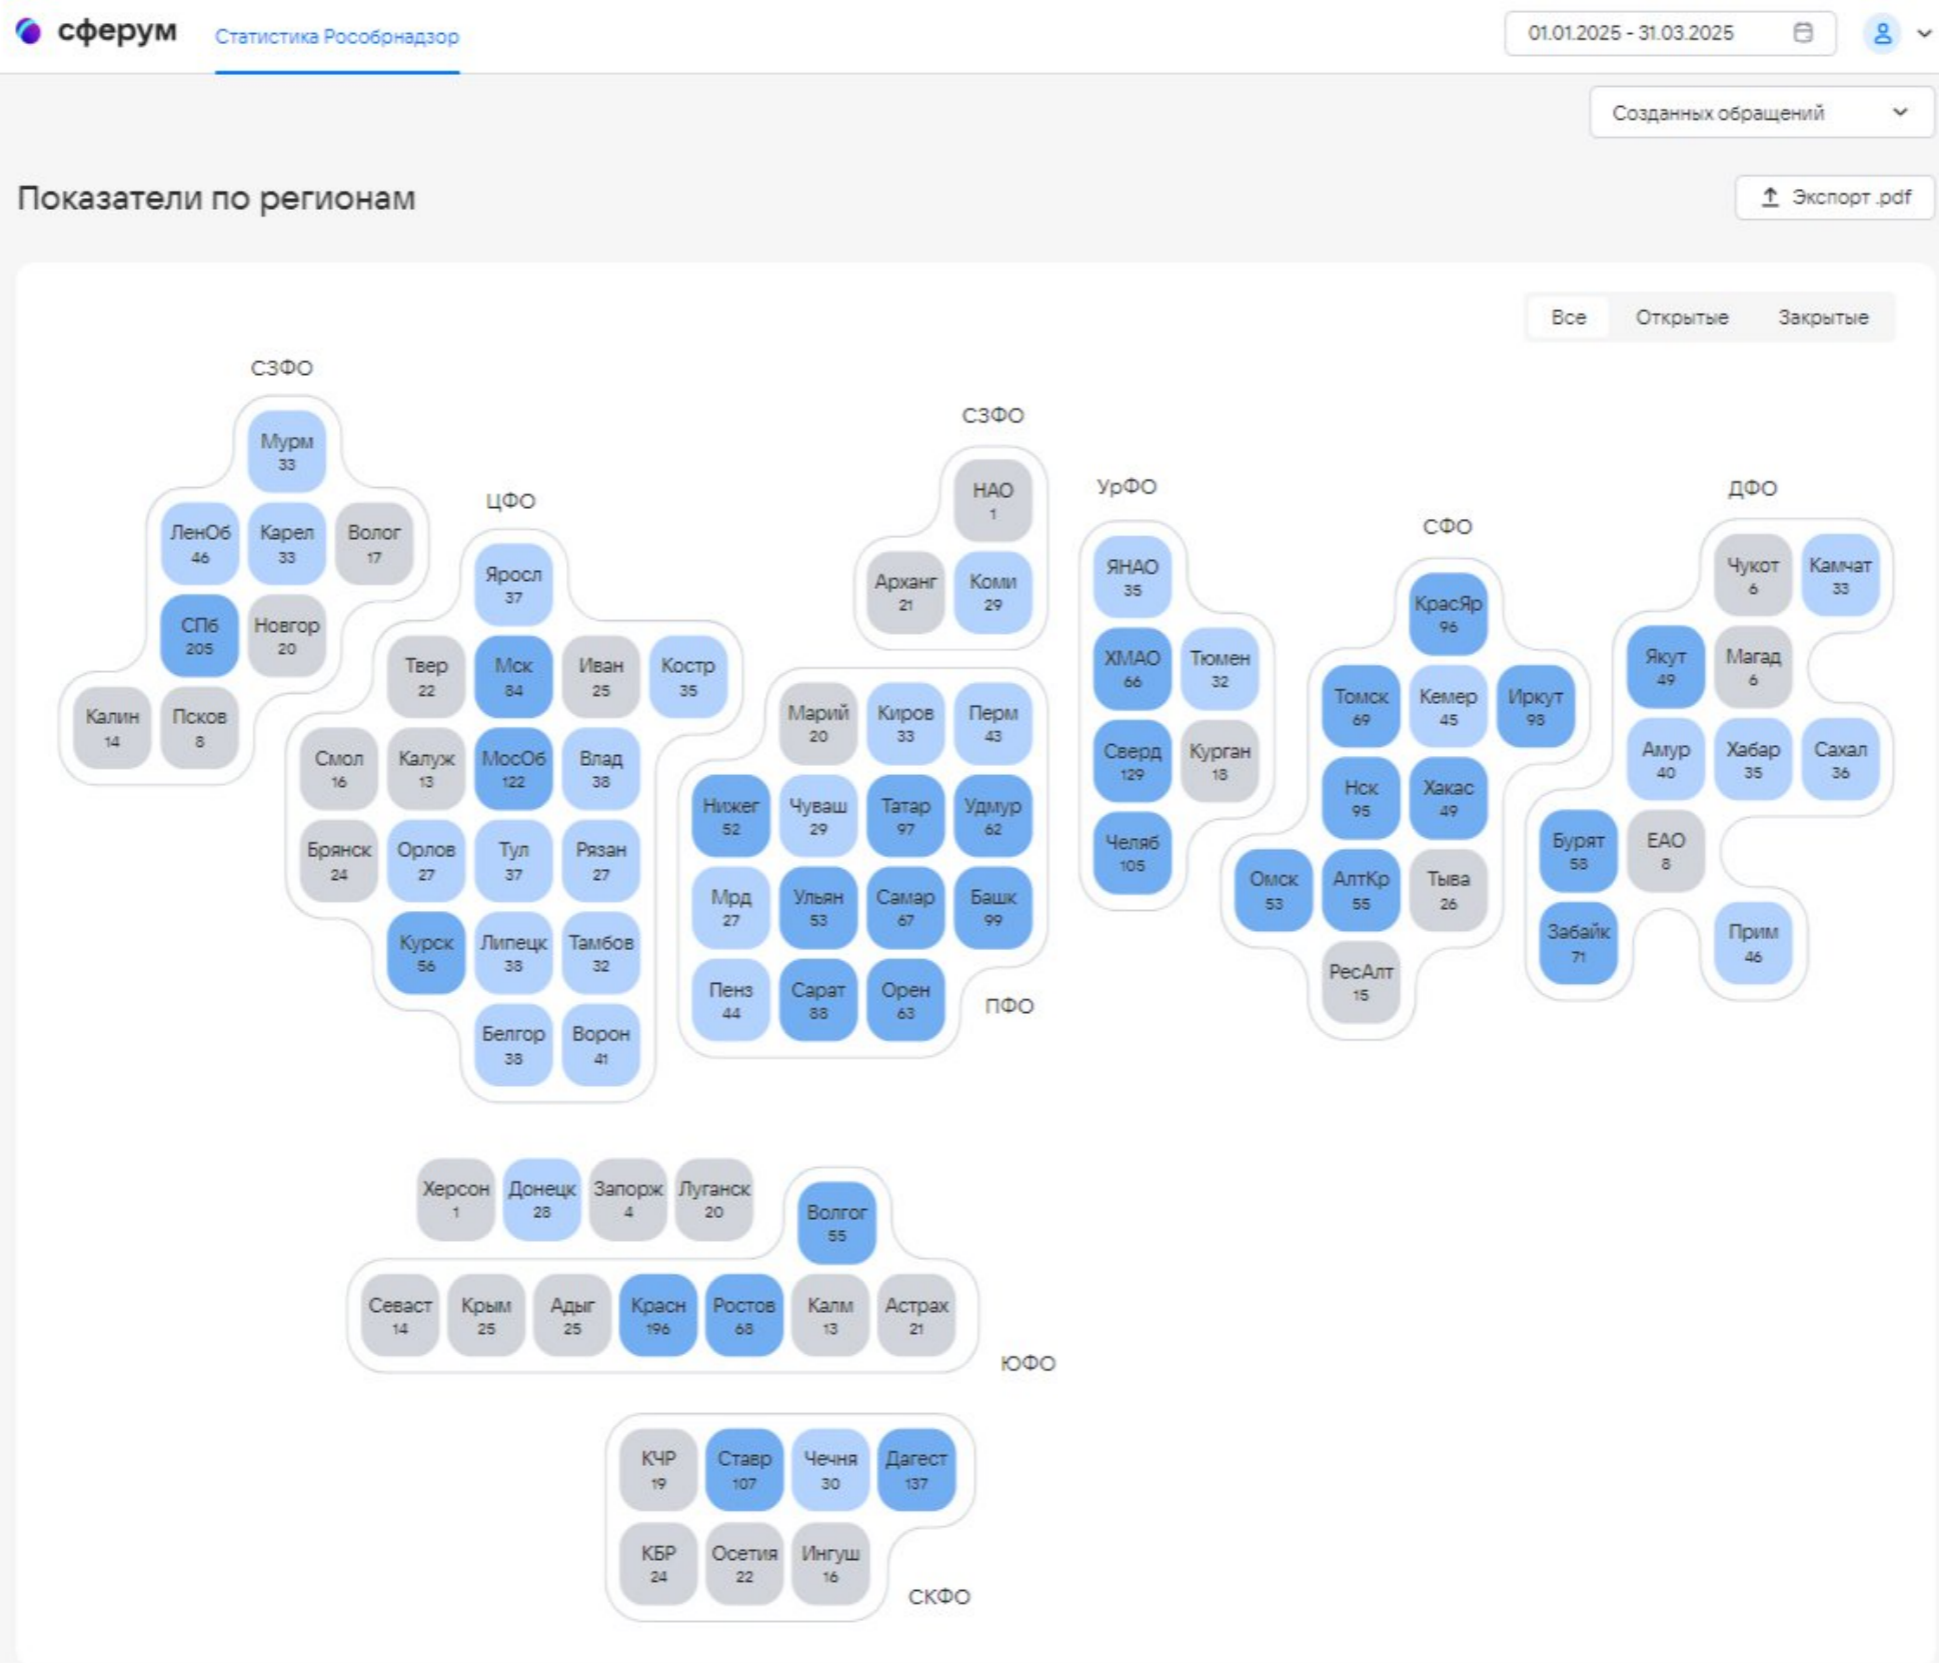 сферум
Статистика Рособрнадзор
01.01.2025 - 31.03.2025
Созданных обращений
Показатели по регионам
Экспорт .pdf
Все Открытые Закрытые
СЗФО
Мурм
33
ЛенОб
46
Карел
33
Волог
17
СПб
205
Новгор
20
Калин
14
Псков
8
ЦФО
Яросл
37
Твер
22
Мск
84
Иван
25
Костр
35
Смол
16
Калуж
13
МосОб
122
Влад
38
Брянск
24
Орлов
27
Тул
37
Рязан
27
Курск
56
Липецк
38
Тамбов
32
Белгор
38
Ворон
41
СЗФО
НАО
1
Арханг
21
Коми
29
Марий
20
Киров
33
Перм
43
Нижег
52
Чуваш
29
Татар
97
Удмур
62
Мрд
27
Ульян
53
Самар
67
Башк
99
Пенз
44
Сарат
88
Орен
63
ПФО
УрФО
ЯНАО
35
ХМАО
66
Тюмен
32
Сверд
129
Курган
18
Челяб
105
СФО
КрасЯр
96
Томск
69
Кемер
45
Иркут
98
Нск
95
Хакас
49
Омск
53
АлтКр
55
Тыва
26
РесАлт
15
ДФО
Чукот
6
Камчат
33
Якут
49
Магад
6
Амур
40
Хабар
35
Сахал
36
Бурят
58
ЕАО
8
Забайк
71
Прим
46
Херсон
1
Донецк
28
Запорж
4
Луганск
20
Волгог
55
Севаст
14
Крым
25
Адыг
25
Красн
196
Ростов
68
Калм
13
Астрах
21
ЮФО
КЧР
19
Ставр
107
Чечня
30
Дагест
137
КБР
24
Осетия
22
Ингуш
16
СКФО